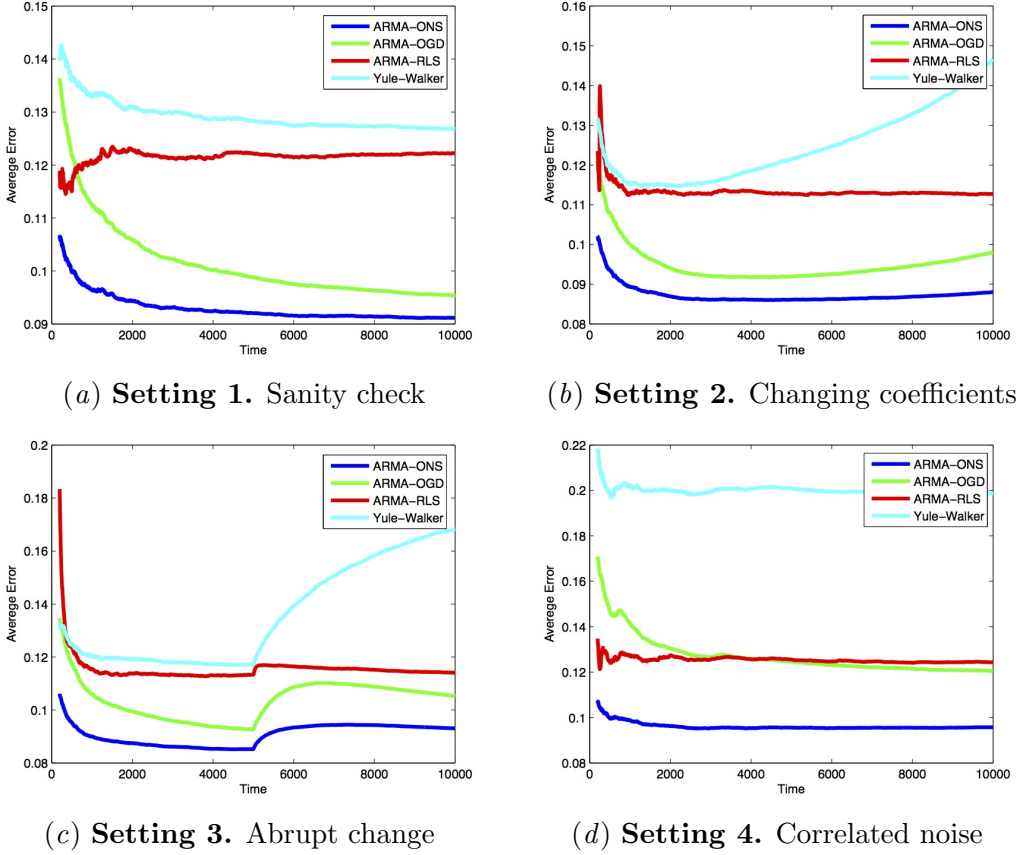 0.15
0.14
0.13
0.12
0.11
0.1
0.09
Averege Error
0 2000 4000 6000 8000 10000
Time
ARMA-ONS
ARMA-OGD
ARMA-RLS
Yule-Walker
(a) Setting 1. Sanity check
0.16
0.15
0.14
0.13
0.12
0.11
0.1
0.09
0.08
Averege Error
0 2000 4000 6000 8000 10000
Time
ARMA-ONS
ARMA-OGD
ARMA-RLS
Yule-Walker
(b) Setting 2. Changing coefficients
0.2
0.18
0.16
0.14
0.12
0.1
0.08
Averege Error
0 2000 4000 6000 8000 10000
Time
ARMA-ONS
ARMA-OGD
ARMA-RLS
Yule-Walker
(c) Setting 3. Abrupt change
0.22
0.2
0.18
0.16
0.14
0.12
0.1
0.08
Averege Error
0 2000 4000 6000 8000 10000
Time
ARMA-ONS
ARMA-OGD
ARMA-RLS
Yule-Walker
(d) Setting 4. Correlated noise